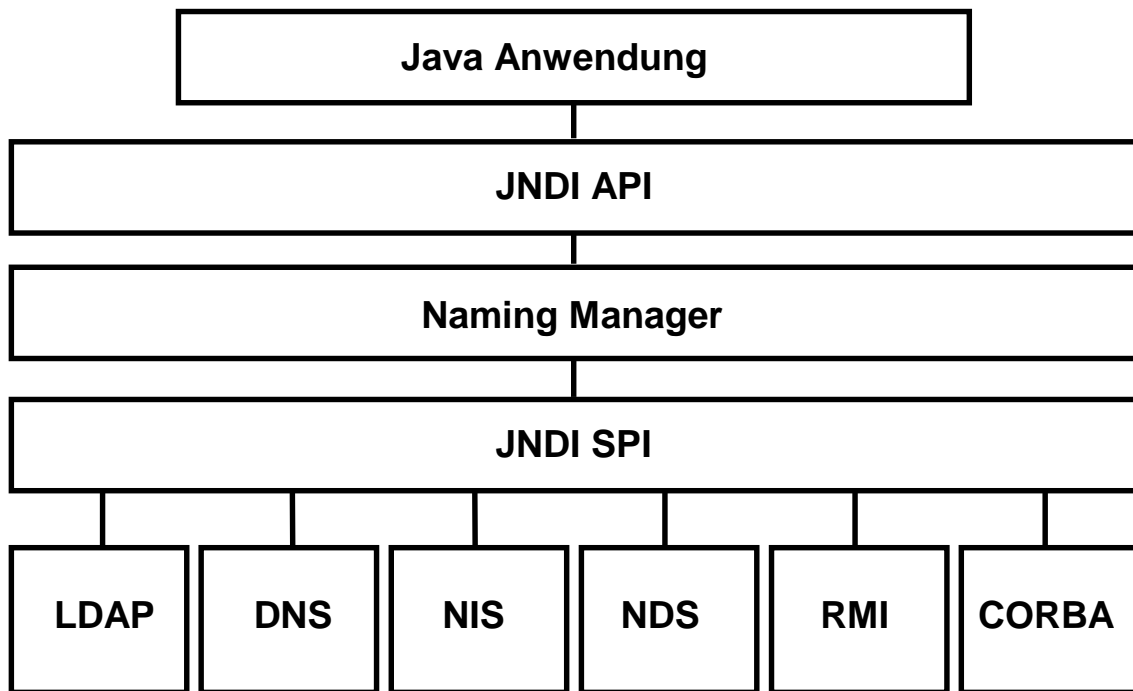 Java Anwendung
JNDI API
Naming Manager
JNDI SPI
LDAP DNS NIS NDS RMI CORBA